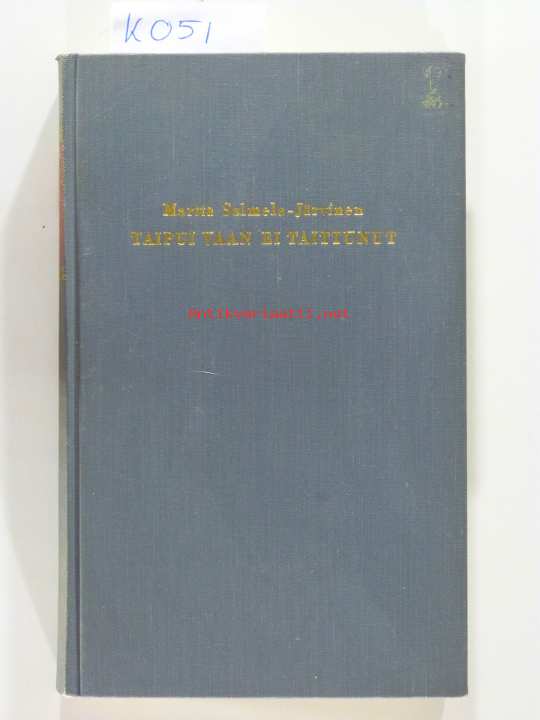 K051
Martta Salmela-Järvinen
TAIPUI VAAN EI TAITTUNUT
Antikvariaatti.net